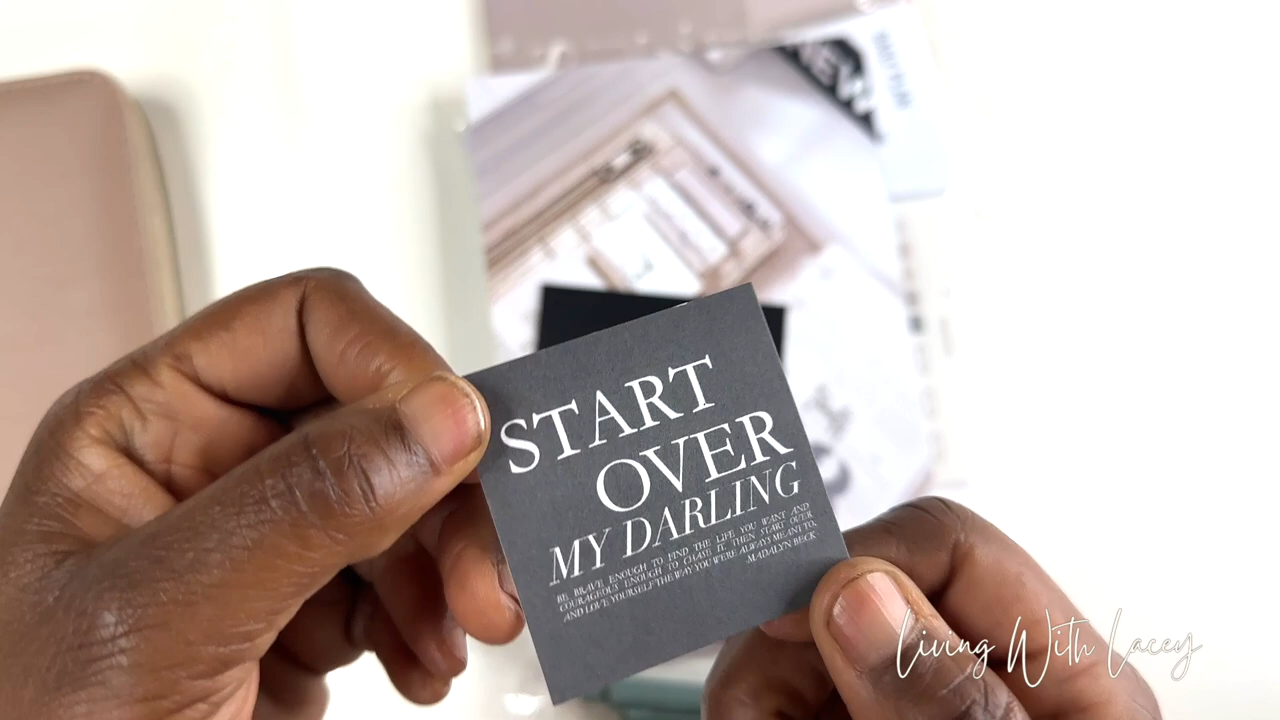 NEW
START
OVER
MY DARLING
BE BRAVE ENOUGH TO FIND THE LIFE YOU WANT AND
COURAGEOUS ENOUGH TO CHASE IT. THEN START OVER
AND LOVE YOURSELF THE WAY YOU WERE ALWAYS MEANT TO.
-MADALYN BECK
Living With Lacey